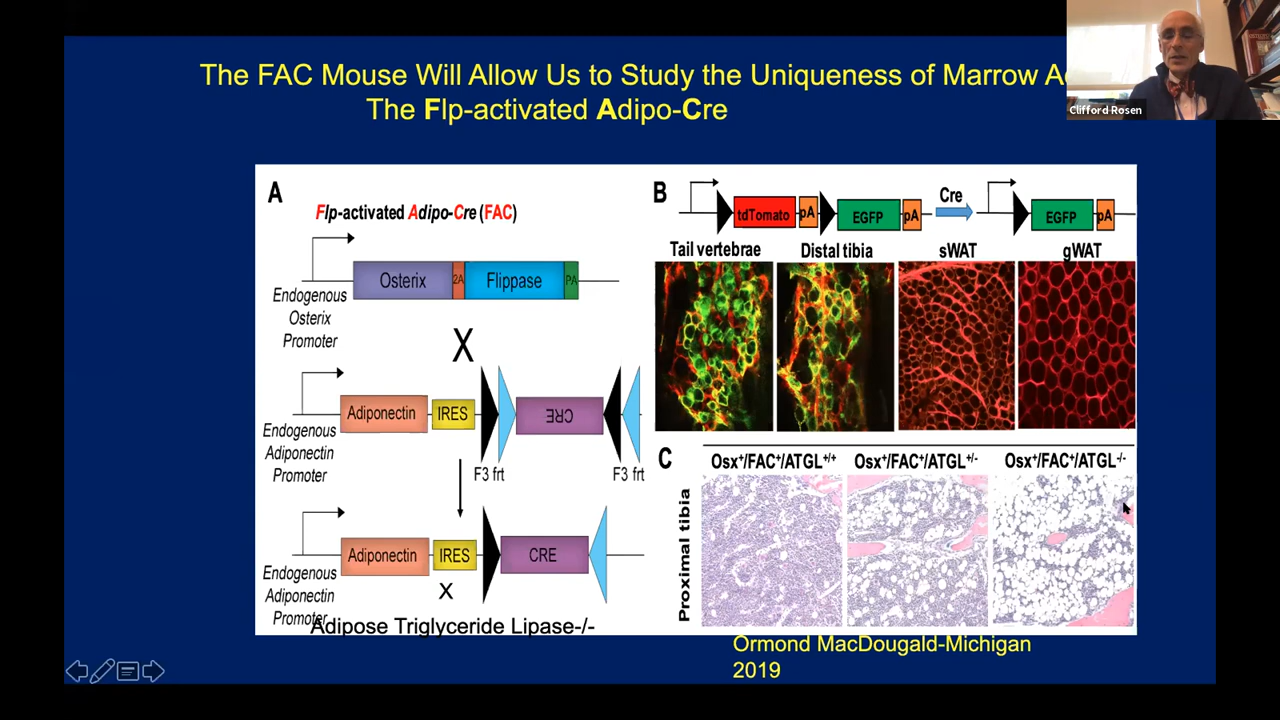 The FAC Mouse Will Allow Us to Study the Uniqueness of Marrow
The Flp-activated Adipo-Cre
Clifford Rosen
A
Flp-activated Adipo-Cre (FAC)
Osterix 2A Flippase PA
Endogenous
Osterix
Promoter
X
Adiponectin IRES CRE
Endogenous
Adiponectin
Promoter
F3 frt F3 frt
Adiponectin IRES CRE
Endogenous
Adiponectin
Promoter
X
Adipose Triglyceride Lipase-/-
B
tdTomato pA EGFP pA Cre EGFP pA
Tail vertebrae Distal tibia sWAT gWAT
C
Osx+/FAC+/ATGL+/+ Osx+/FAC+/ATGL+/- Osx+/FAC+/ATGL-/-
Proximal tibia
Ormond MacDougald-Michigan
2019